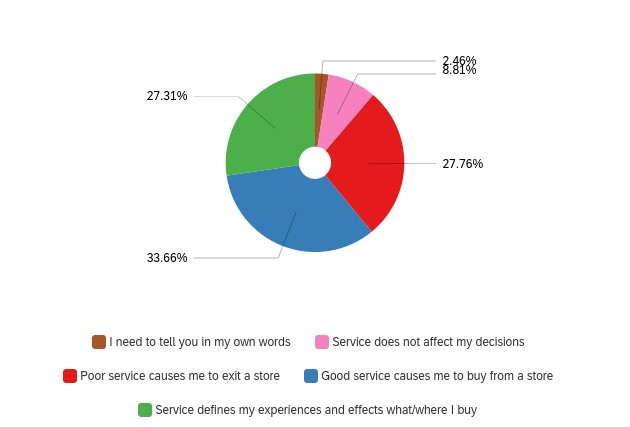 2.46%
8.81%
27.31%
27.76%
33.66%
I need to tell you in my own words
Service does not affect my decisions
Poor service causes me to exit a store
Good service causes me to buy from a store
Service defines my experiences and effects what/where I buy